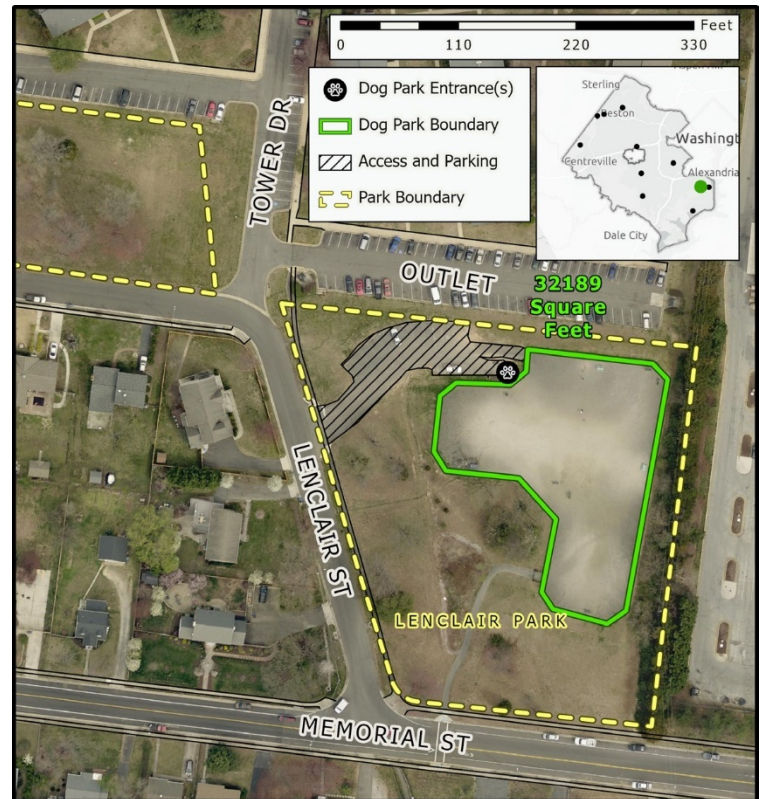 Feet
0 110 220 330
Dog Park Entrance(s)
Dog Park Boundary
Access and Parking
Park Boundary
Sterling
Reston
Washingt
Centreville
Alexandria
Dale City
TOWER DR
OUTLET
32189
Square
Feet
LENCLAIR ST
LENCLAIR PARK
MEMORIAL ST